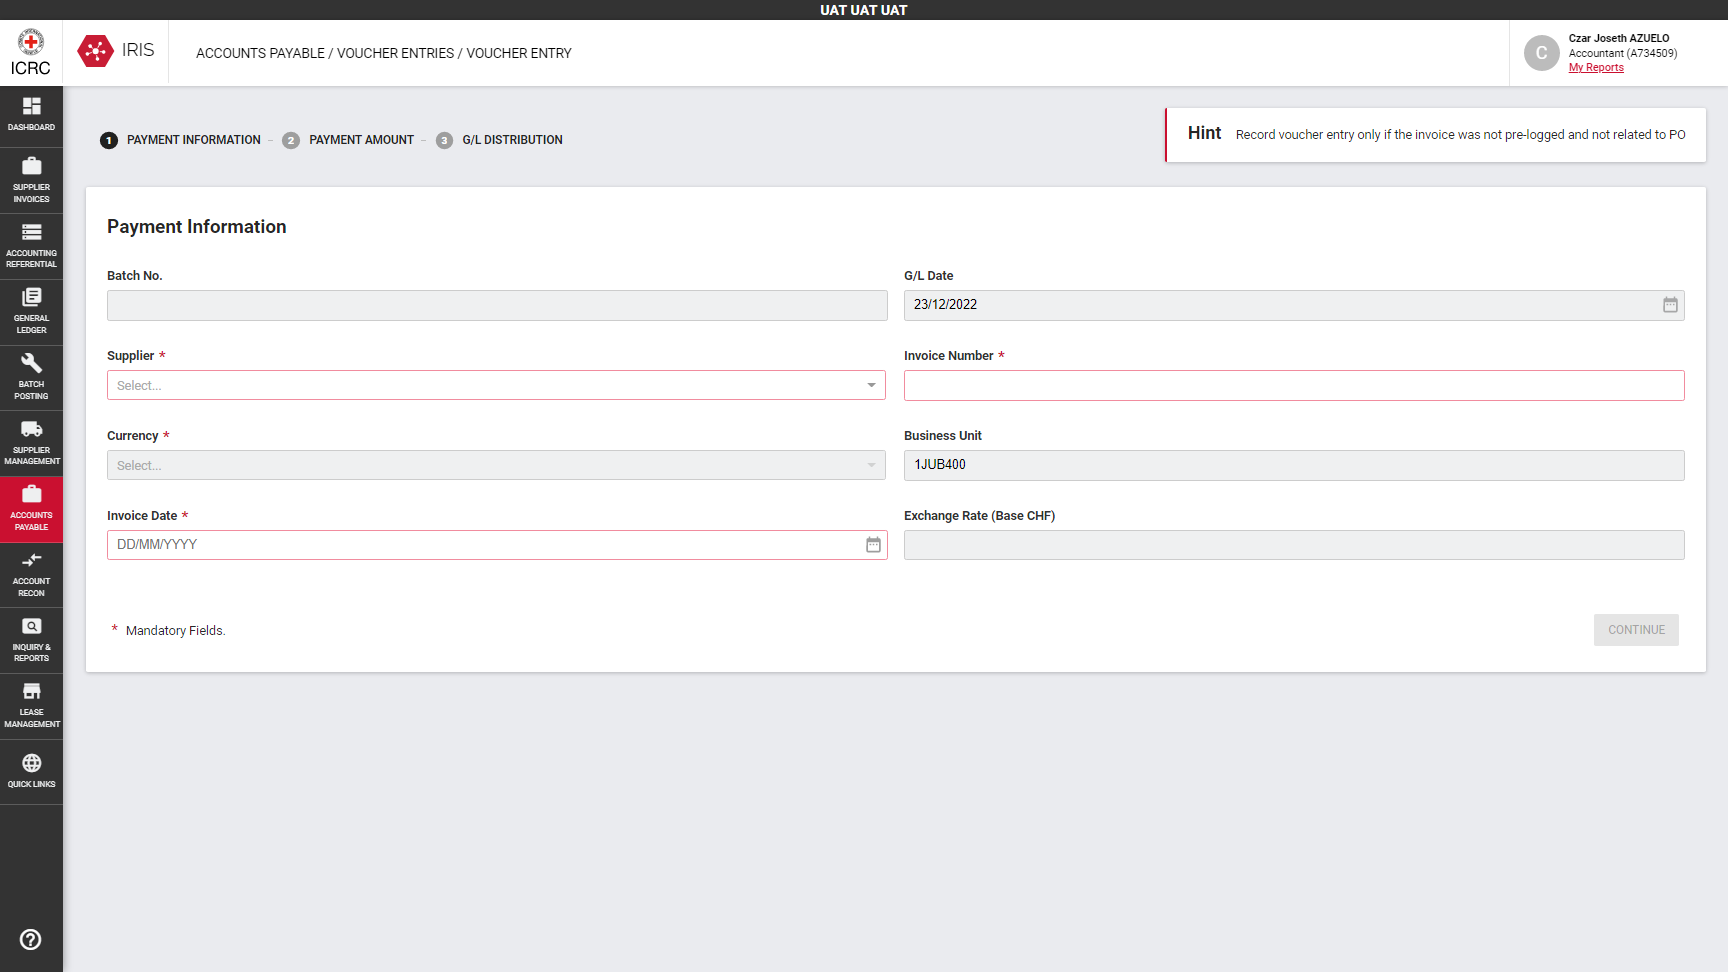 UAT UAT UAT
ICRC
IRIS
ACCOUNTS PAYABLE / VOUCHER ENTRIES / VOUCHER ENTRY
C
Czar Joseth AZUELO
Accountant (A734509)
My Reports
DASHBOARD
SUPPLIER
INVOICES
ACCOUNTING
REFERENTIAL
GENERAL
LEDGER
BATCH
POSTING
SUPPLIER
MANAGEMENT
ACCOUNTS
PAYABLE
ACCOUNT
RECON
INQUIRY &
REPORTS
LEASE
MANAGEMENT
QUICK LINKS
1 PAYMENT INFORMATION – 2 PAYMENT AMOUNT – 3 G/L DISTRIBUTION
Hint Record voucher entry only if the invoice was not pre-logged and not related to PO
Payment Information
Batch No.
G/L Date
23/12/2022
Supplier *
Select...
Invoice Number *
Currency *
Select...
Business Unit
1JUB400
Invoice Date *
DD/MM/YYYY
Exchange Rate (Base CHF)
* Mandatory Fields.
CONTINUE